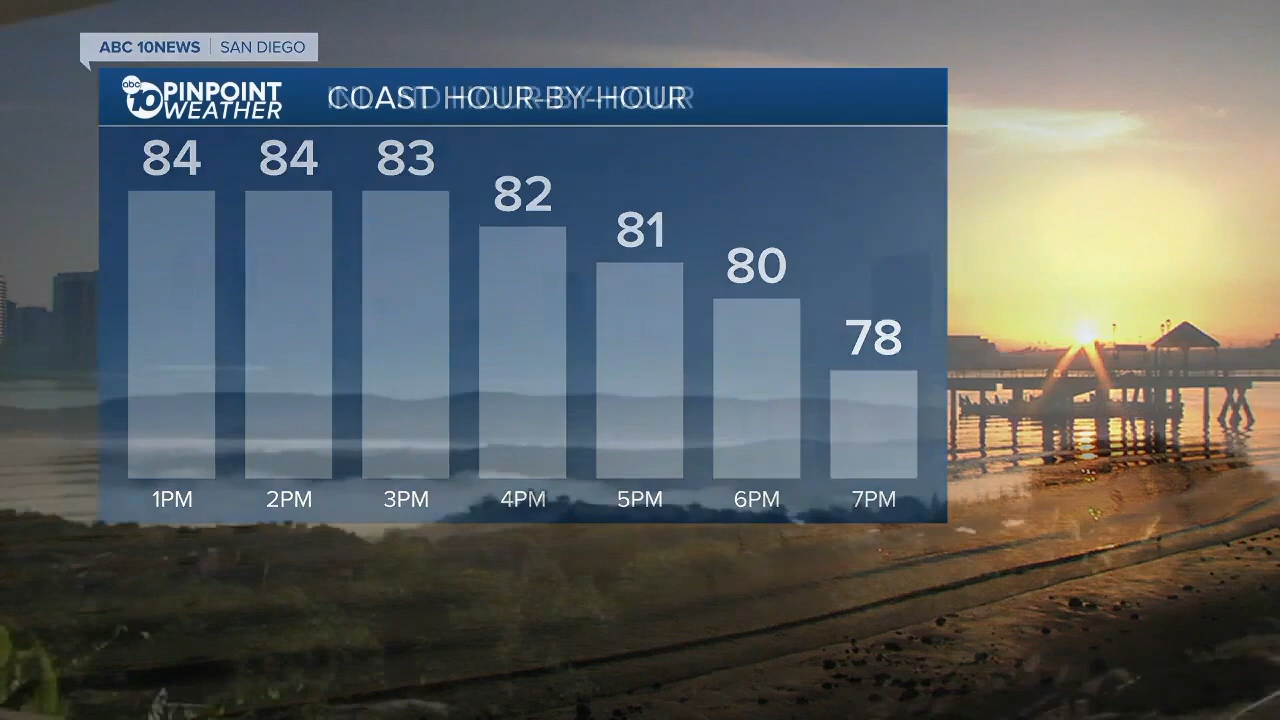 ABC 10NEWS | SAN DIEGO
abc 10 PINPOINT WEATHER
COAST HOUR-BY-HOUR
84 84 83 82 81 80 78
1PM 2PM 3PM 4PM 5PM 6PM 7PM